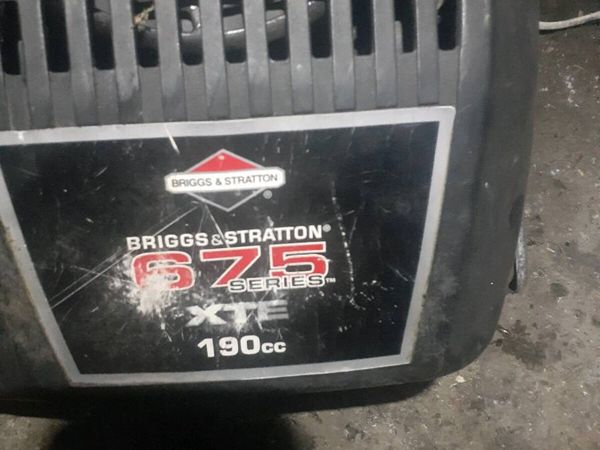 BRIGGS & STRATTON ®
BRIGGS&STRATTON®
675
SERIES™
XTE
190cc